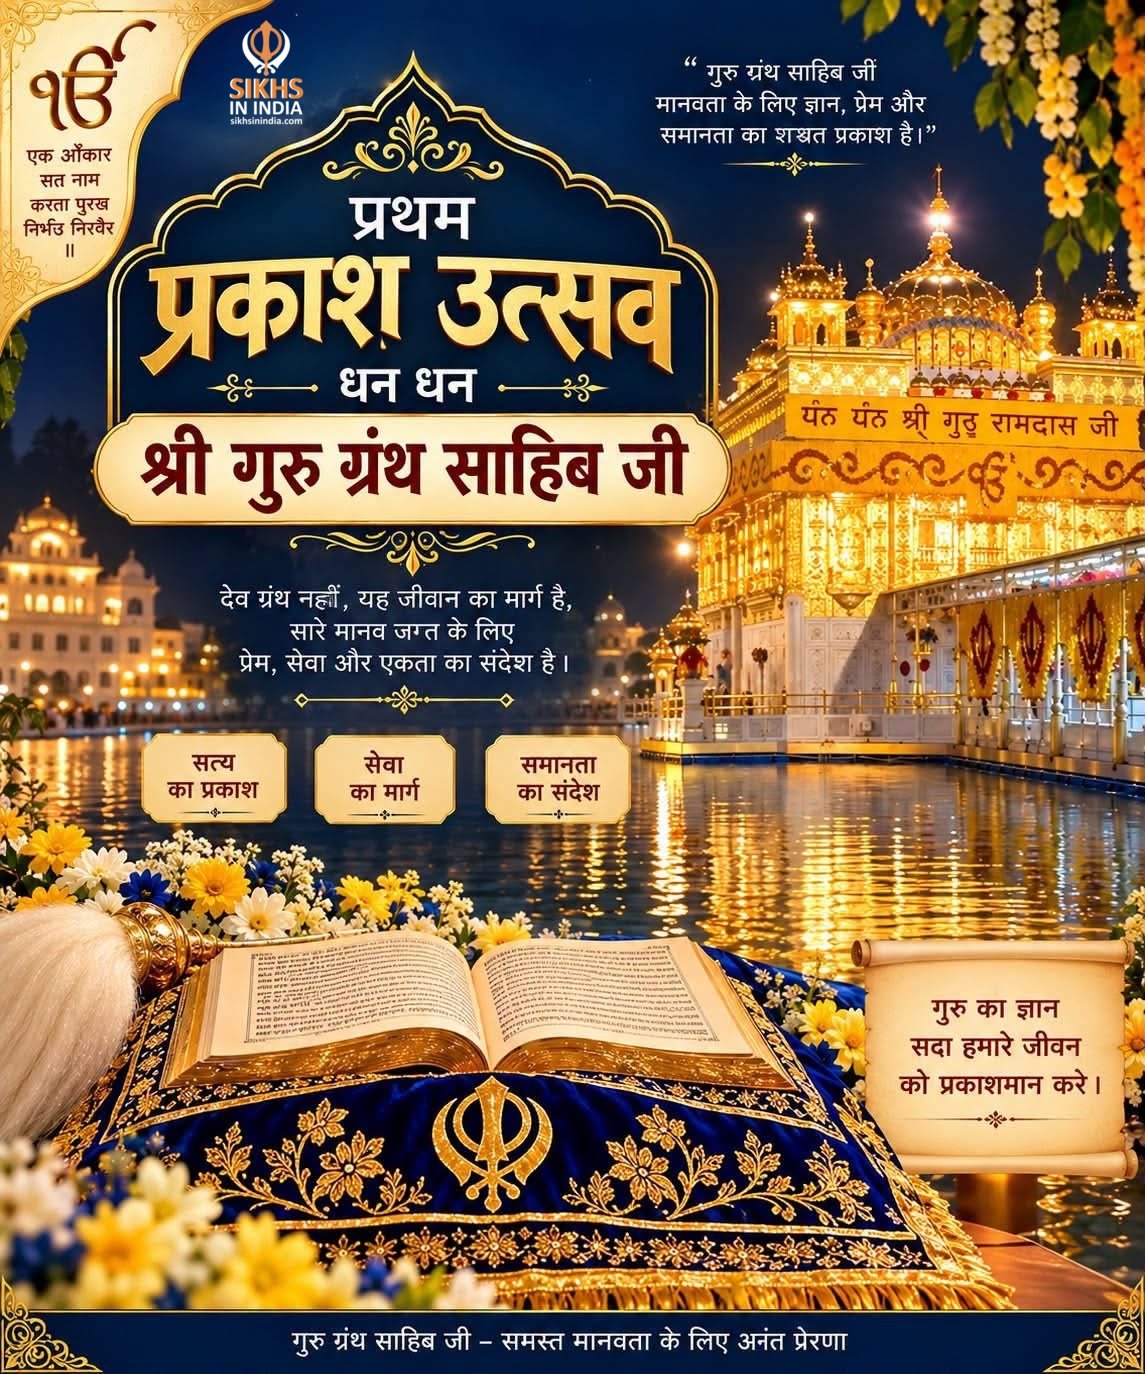 ੴ
एक ओंकार
सत नाम
करता पुरख
निर्भउ निरवैर
॥
SIKHS
IN INDIA
sikhsinindia.com
“ गुरु ग्रंथ साहिब जीं
मानवता के लिए ज्ञान, प्रेम और
समानता का शश्वत प्रकाश है।”
प्रथम
प्रकाश उत्सव
धन धन
श्री गुरु ग्रंथ साहिब जी
श्री गुरु रामदास जी
देव ग्रंथ नहीं, यह जीवान का मार्ग है,
सारे मानव जगत के लिए
प्रेम, सेवा और एकता का संदेश है ।
सत्य
का प्रकाश
सेवा
का मार्ग
समानता
का संदेश
गुरु का ज्ञान
सदा हमारे जीवन
को प्रकाशमान करे ।
गुरु ग्रंथ साहिब जी – समस्त मानवता के लिए अनंत प्रेरणा